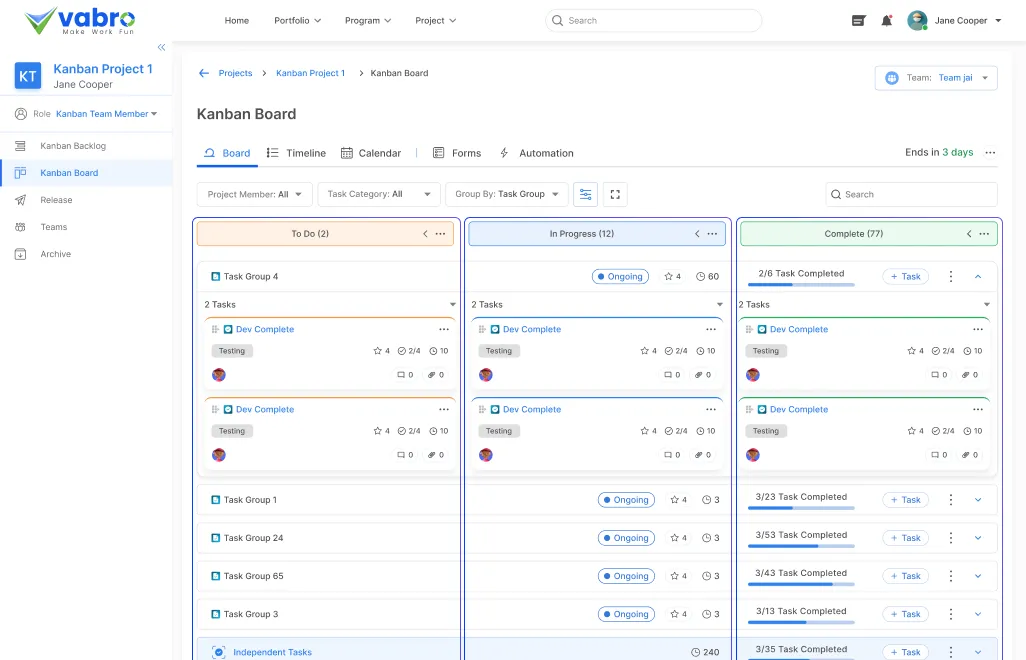 vabro
Make Work Fun
Home Portfolio Program Project Search Jane Cooper
KT Kanban Project 1
Jane Cooper
Role Kanban Team Member
Kanban Backlog
Kanban Board
Release
Teams
Archive
Projects > Kanban Project 1 > Kanban Board
Team: Team jai
Kanban Board
Board Timeline Calendar | Forms Automation Ends in 3 days ...
Project Member: All Task Category: All Group By: Task Group Search
To Do (2) In Progress (12) Complete (77)
Task Group 4 Ongoing 4 60 2/6 Task Completed + Task
2 Tasks 2 Tasks 2 Tasks
Dev Complete Dev Complete Dev Complete
Testing 4 2/4 10 Testing 4 2/4 10 Testing 4 2/4 10
0 0 0 0 0 0
Dev Complete Dev Complete Dev Complete
Testing 4 2/4 10 Testing 4 2/4 10 Testing 4 2/4 10
0 0 0 0 0 0
Task Group 1 Ongoing 4 3 3/23 Task Completed + Task
Task Group 24 Ongoing 4 3 3/53 Task Completed + Task
Task Group 65 Ongoing 4 3 3/43 Task Completed + Task
Task Group 3 Ongoing 4 3 3/13 Task Completed + Task
Independent Tasks 240 3/35 Task Completed + Task